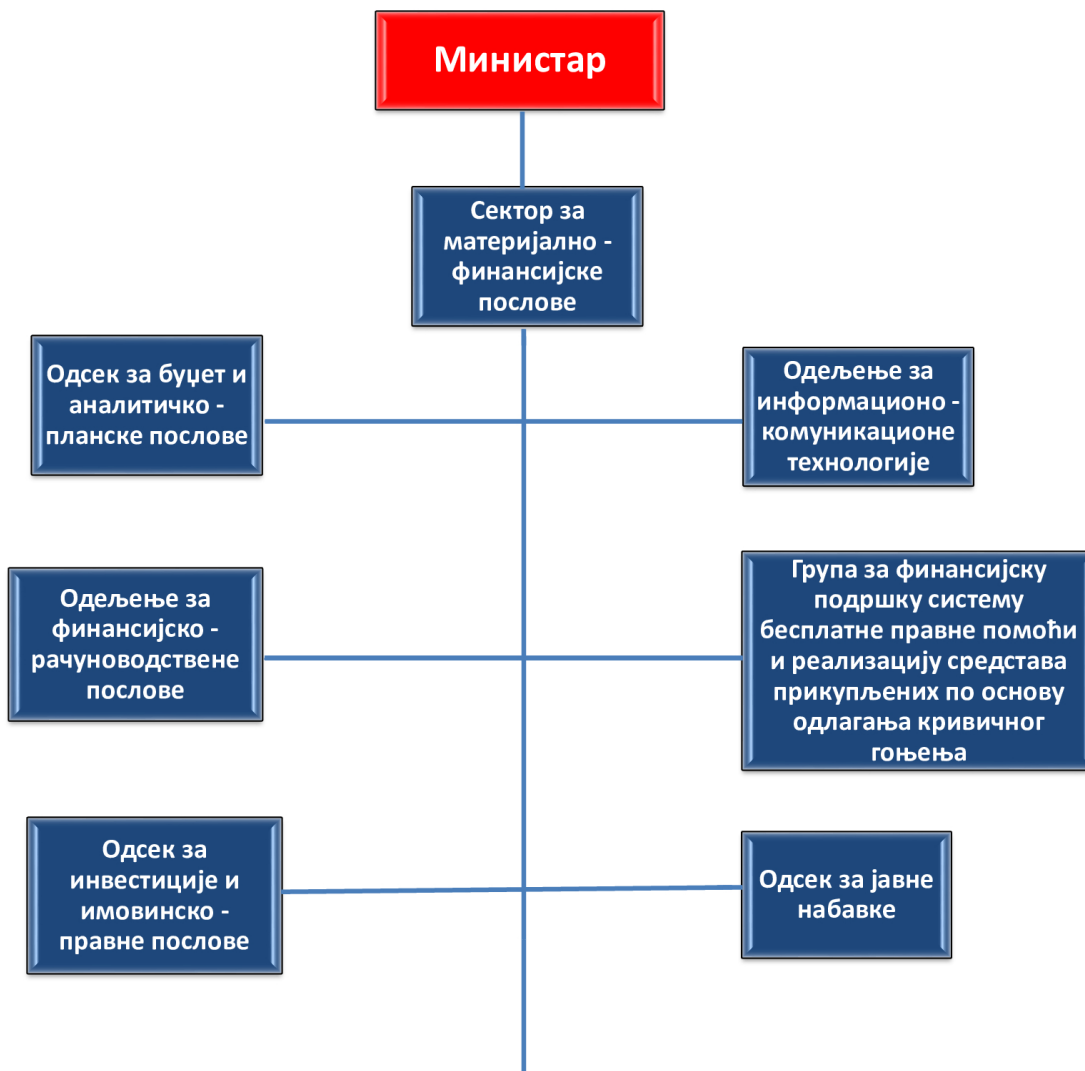 Министар
Сектор за
материјално -
финансијске
послове
Одсек за буџет и
аналитичко -
планске послове
Одељење за
информационо -
комуникационе
технологије
Одељење за
финансијско -
рачуноводствене
послове
Група за финансијску
подршку систему
бесплатне правне помоћи
и реализацију средстава
прикупљених по основу
одлагања кривичног
гоњења
Одсек за
инвестиције и
имовинско -
правне послове
Одсек за јавне
набавке